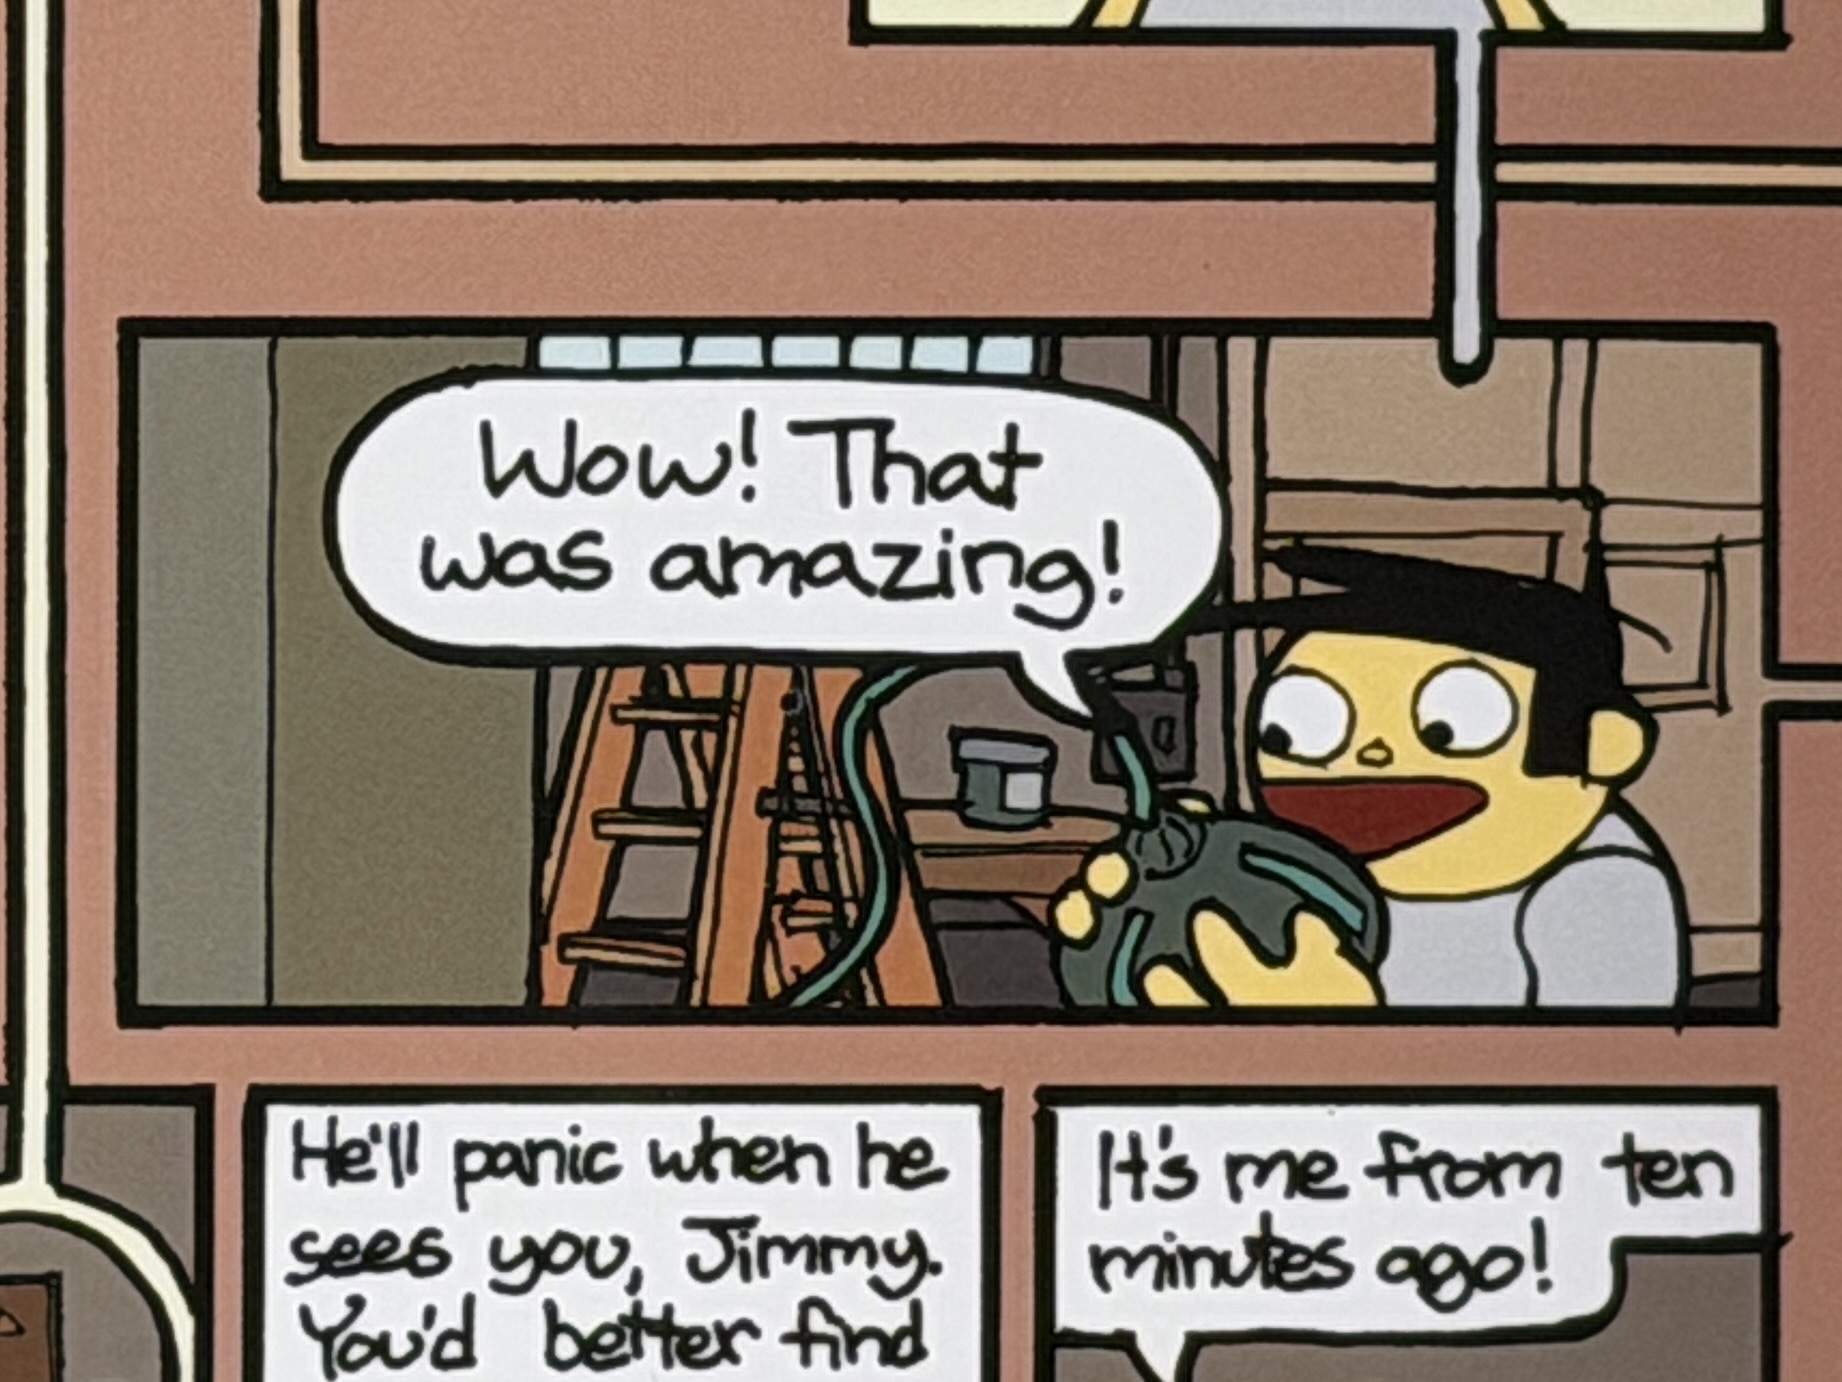 Wow! That
was amazing!
He'll panic when he
sees you, Jimmy.
You'd better find
It's me from ten
minutes ago!